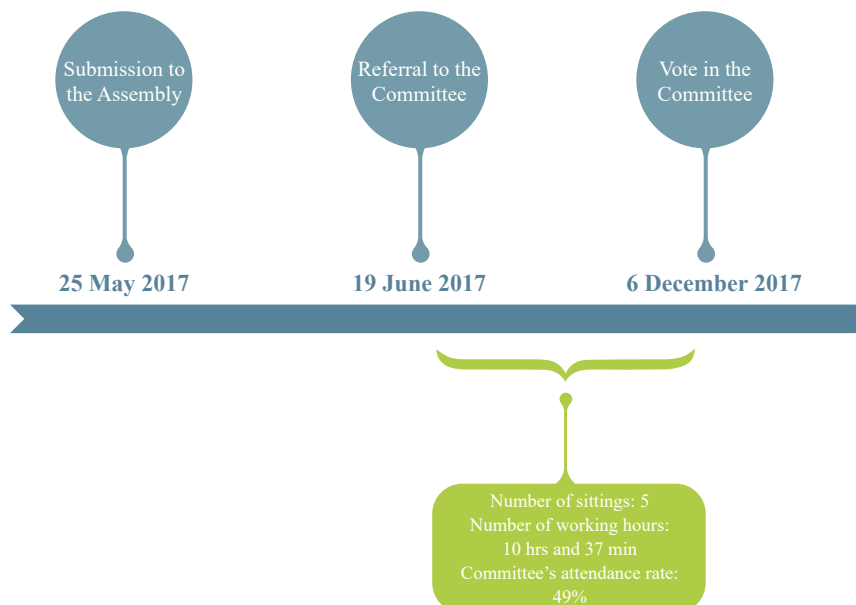 Submission to
the Assembly
Referral to the
Committee
Vote in the
Committee
25 May 2017
19 June 2017
6 December 2017
Number of sittings: 5
Number of working hours:
10 hrs and 37 min
Committee’s attendance rate:
49%